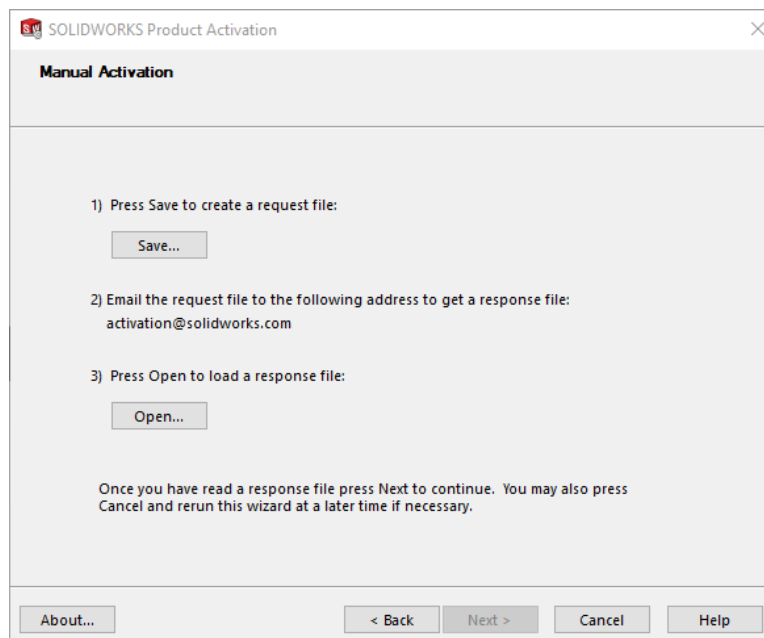 SOLIDWORKS Product Activation
Manual Activation
1) Press Save to create a request file:
Save...
2) Email the request file to the following address to get a response file:
activation@solidworks.com
3) Press Open to load a response file:
Open...
Once you have read a response file press Next to continue. You may also press
Cancel and rerun this wizard at a later time if necessary.
About... < Back Next > Cancel Help